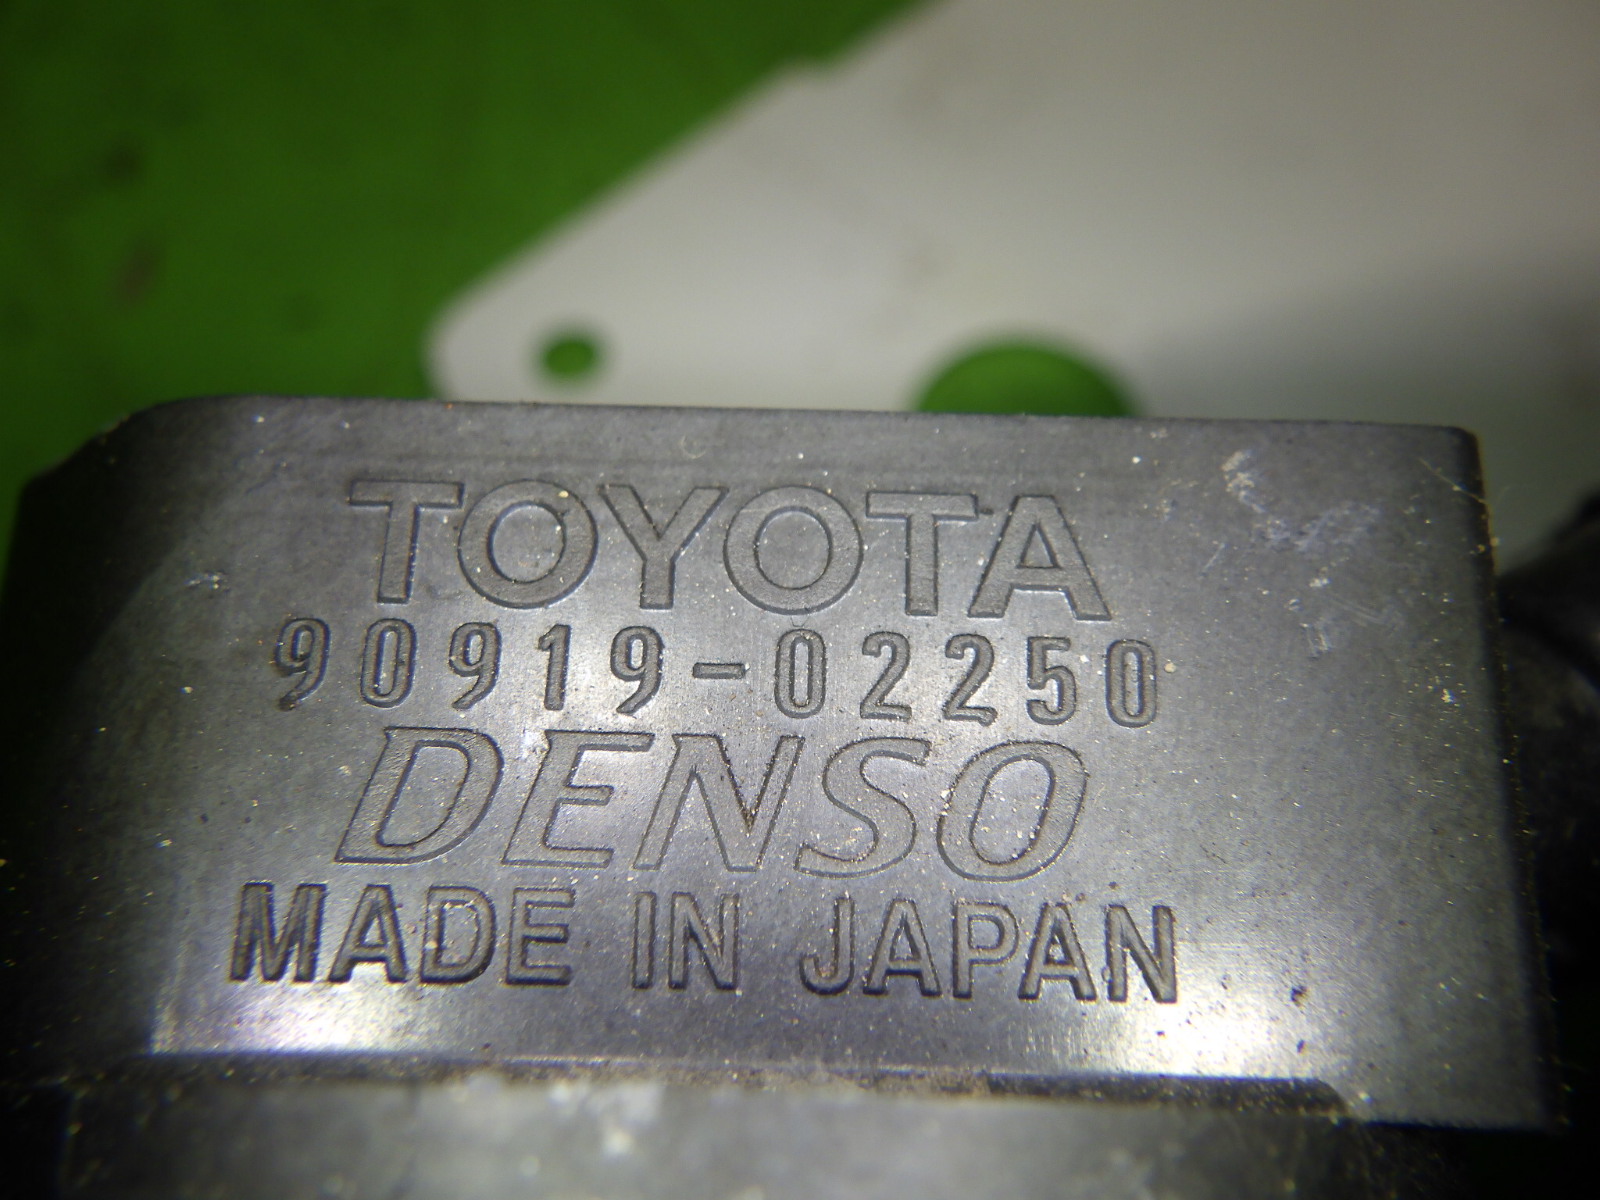 TOYOTA
90919-02250
DENSO
MADE IN JAPAN